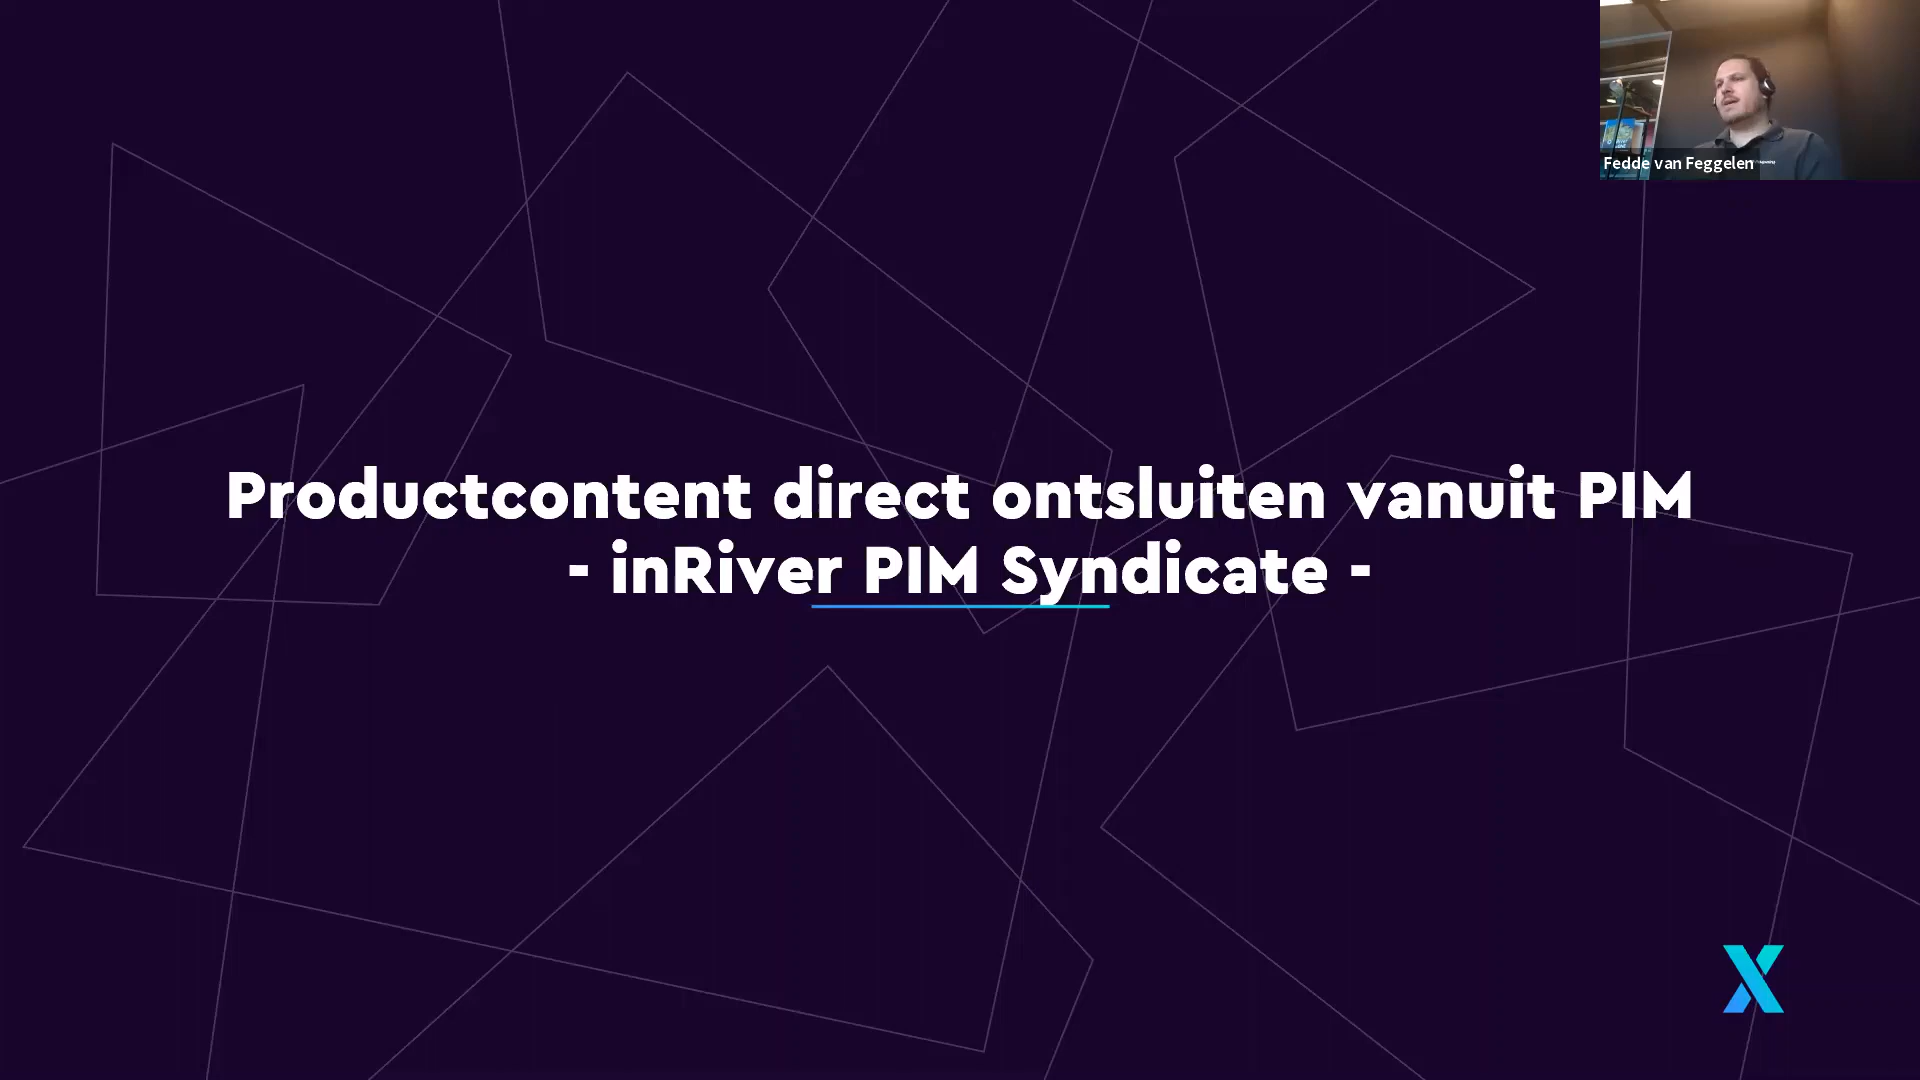 Fedde van Feggelen
Productcontent direct ontsluiten vanuit PIM
- inRiver PIM Syndicate -